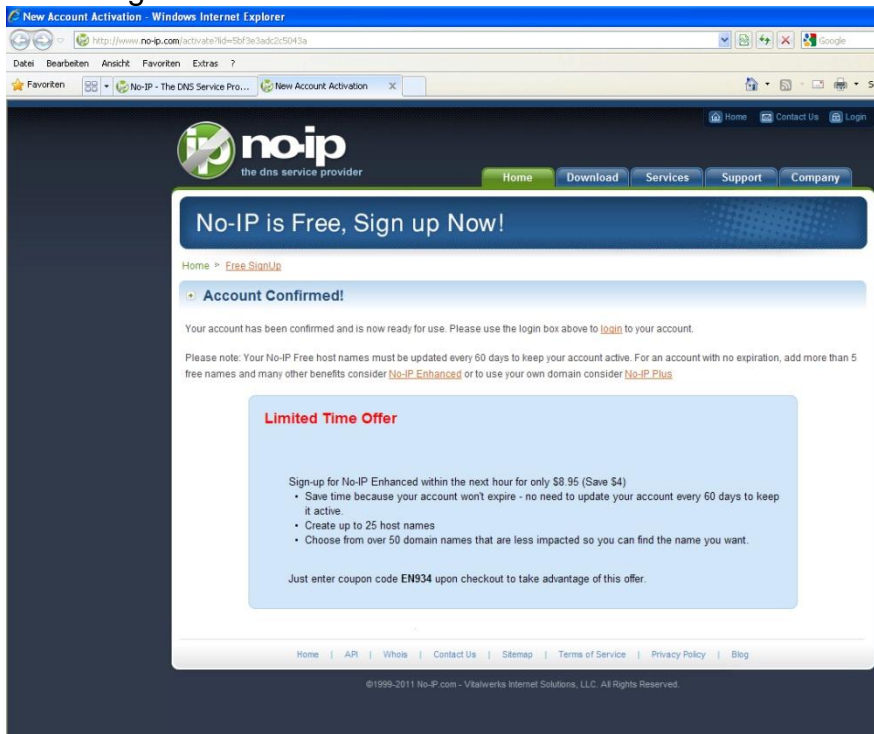 New Account Activation - Windows Internet Explorer
http://www.no-ip.com/activate?lid=5bf3e3adc2c5043a
Google
Datei Bearbeiten Ansicht Favoriten Extras ?
Favoriten No-IP - The DNS Service Pro... New Account Activation X
Home Contact Us Login
no-ip
the dns service provider
Home Download Services Support Company
No-IP is Free, Sign up Now!
Home > Free SignUp
Account Confirmed!
Your account has been confirmed and is now ready for use. Please use the login box above to login to your account.
Please note: Your No-IP Free host names must be updated every 60 days to keep your account active. For an account with no expiration, add more than 5
free names and many other benefits consider No-IP Enhanced or to use your own domain consider No-IP Plus
Limited Time Offer
Sign-up for No-IP Enhanced within the next hour for only $8.95 (Save $4)
• Save time because your account won't expire - no need to update your account every 60 days to keep
it active.
• Create up to 25 host names
• Choose from over 50 domain names that are less impacted so you can find the name you want.
Just enter coupon code EN934 upon checkout to take advantage of this offer.
Home | API | Whois | Contact Us | Sitemap | Terms of Service | Privacy Policy | Blog
©1999-2011 No-IP.com - Vitalwerks Internet Solutions, LLC. All Rights Reserved.